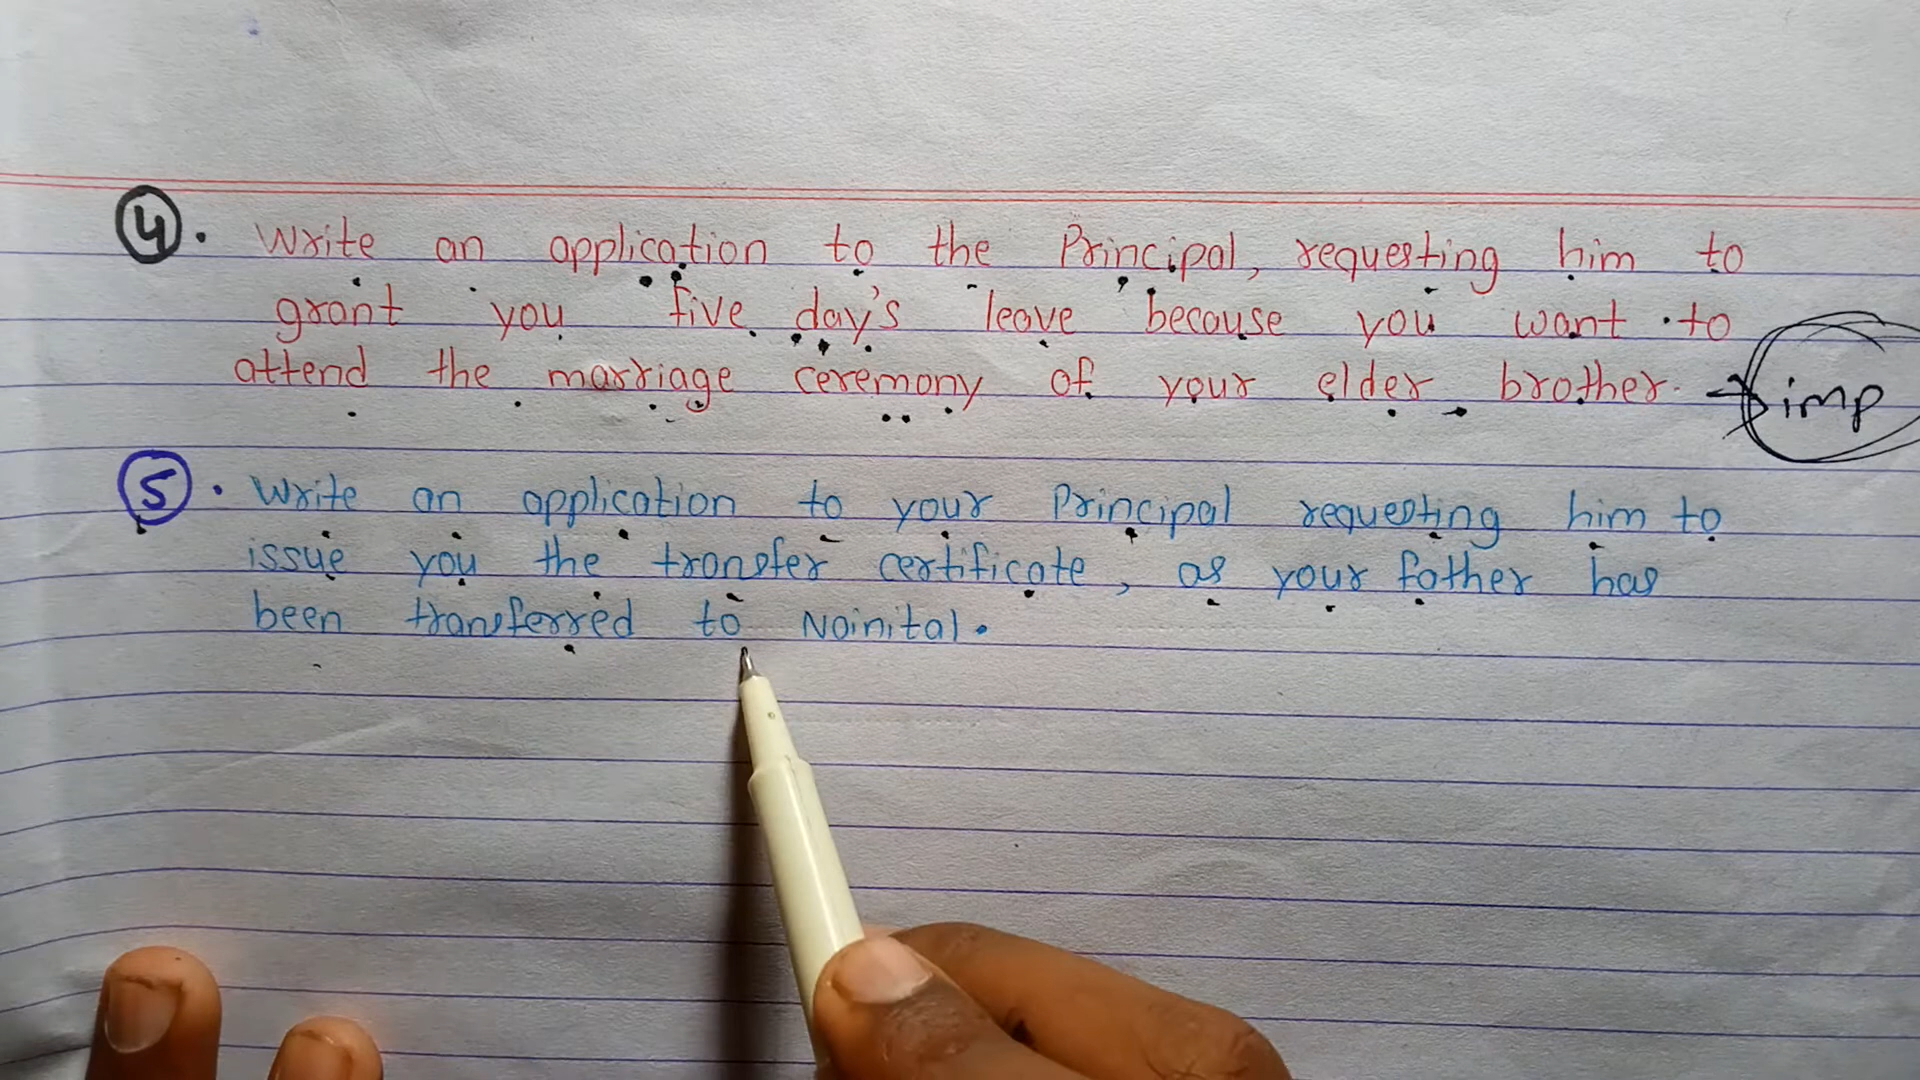 4. Write an application to the Principal, requesting him to
grant you five day's leave because you want to
attend the marriage ceremony of your elder brother. → imp
5. Write an application to your Principal requesting him to
issue you the transfer certificate, as your father has
been transferred to Nainital.